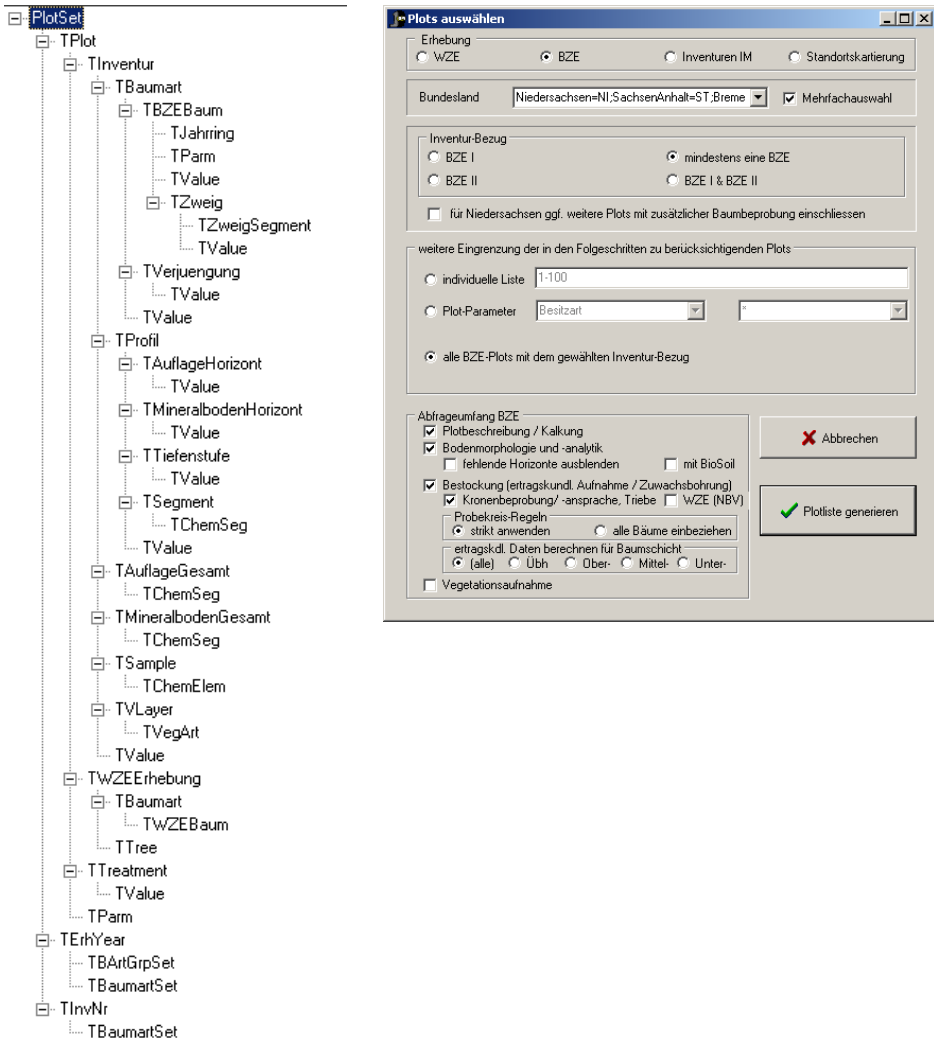 PlotSet
TPlot
TInventur
TBaumart
TBZEBaum
TJahrring
TParm
TValue
TZweig
TZweigSegment
TValue
TVerjuengung
TValue
TValue
TProfil
TAuflageHorizont
TValue
TMineralbodenHorizont
TValue
TTiefenstufe
TValue
TSegment
TChemSeg
TValue
TAuflageGesamt
TChemSeg
TMineralbodenGesamt
TChemSeg
TSample
TChemElem
TVLayer
TVegArt
TValue
TWZEErhebung
TBaumart
TWZEBaum
TTree
TTreatment
TValue
TParm
TErhYear
TBArtGrpSet
TBaumartSet
TInvNr
TBaumartSet
Plots auswählen
Erhebung
WZE BZE Inventuren IM Standortskartierung
Bundesland Niedersachsen=NI;SachsenAnhalt=ST;Breme Mehrfachauswahl
Inventur-Bezug
BZE I mindestens eine BZE
BZE II BZE I & BZE II
für Niedersachsen ggf. weitere Plots mit zusätzlicher Baumbeprobung einschliessen
weitere Eingrenzung der in den Folgeschritten zu berücksichtigenden Plots
individuelle Liste 1-100
Plot-Parameter Besitzart *
alle BZE-Plots mit dem gewählten Inventur-Bezug
Abfrageumfang BZE
Plotbeschreibung / Kalkung
Bodenmorphologie und -analytik
fehlende Horizonte ausblenden mit BioSoil
Bestockung (ertragskundl. Aufnahme / Zuwachsbohrung)
Kronenbeprobung/ -ansprache, Triebe WZE (NBV)
Probekreis-Regeln
strikt anwenden alle Bäume einbeziehen
ertragskdl. Daten berechnen für Baumschicht
(alle) Übh Ober- Mittel- Unter-
Vegetationsaufnahme
Abbrechen
Plotliste generieren